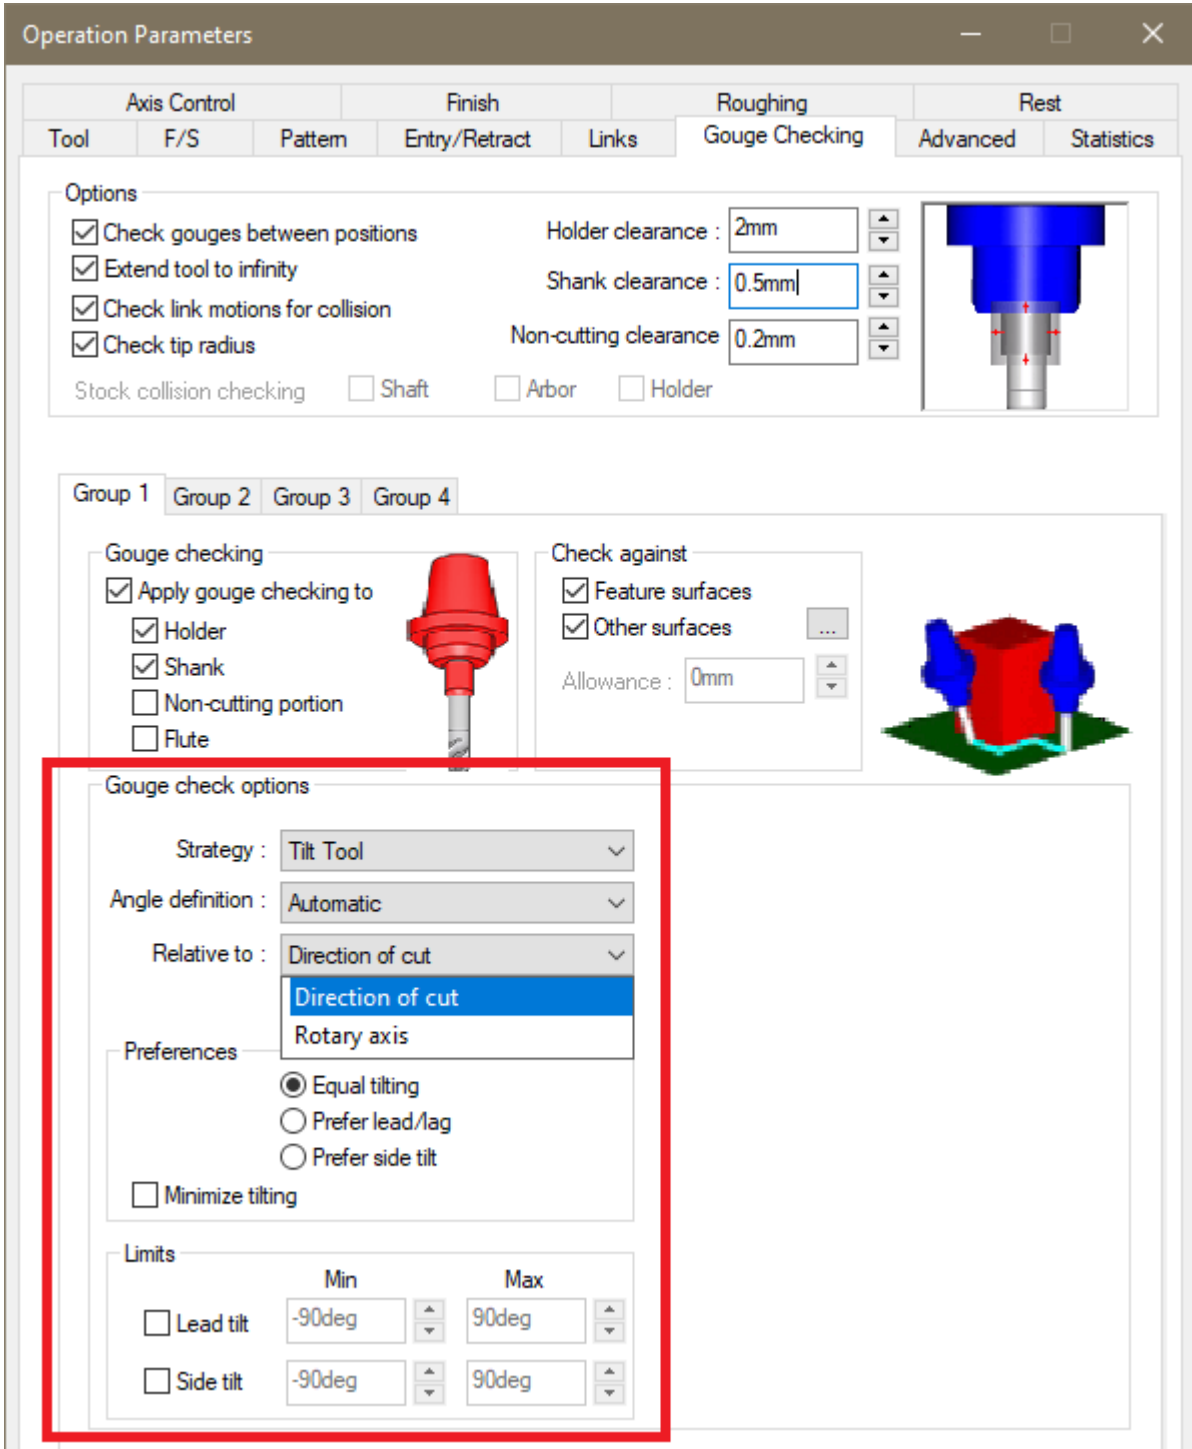 Operation Parameters
Axis Control Finish Roughing Rest
Tool F/S Pattern Entry/Retract Links Gouge Checking Advanced Statistics
Options
Check gouges between positions
Extend tool to infinity
Check link motions for collision
Check tip radius
Holder clearance : 2mm
Shank clearance : 0.5mm
Non-cutting clearance 0.2mm
Stock collision checking Shaft Arbor Holder
Group 1 Group 2 Group 3 Group 4
Gouge checking
Apply gouge checking to
Holder
Shank
Non-cutting portion
Flute
Check against
Feature surfaces
Other surfaces ...
Allowance : 0mm
Gouge check options
Strategy : Tilt Tool
Angle definition : Automatic
Relative to : Direction of cut
Direction of cut
Rotary axis
Preferences
Equal tilting
Prefer lead/lag
Prefer side tilt
Minimize tilting
Limits
Min Max
Lead tilt -90deg 90deg
Side tilt -90deg 90deg